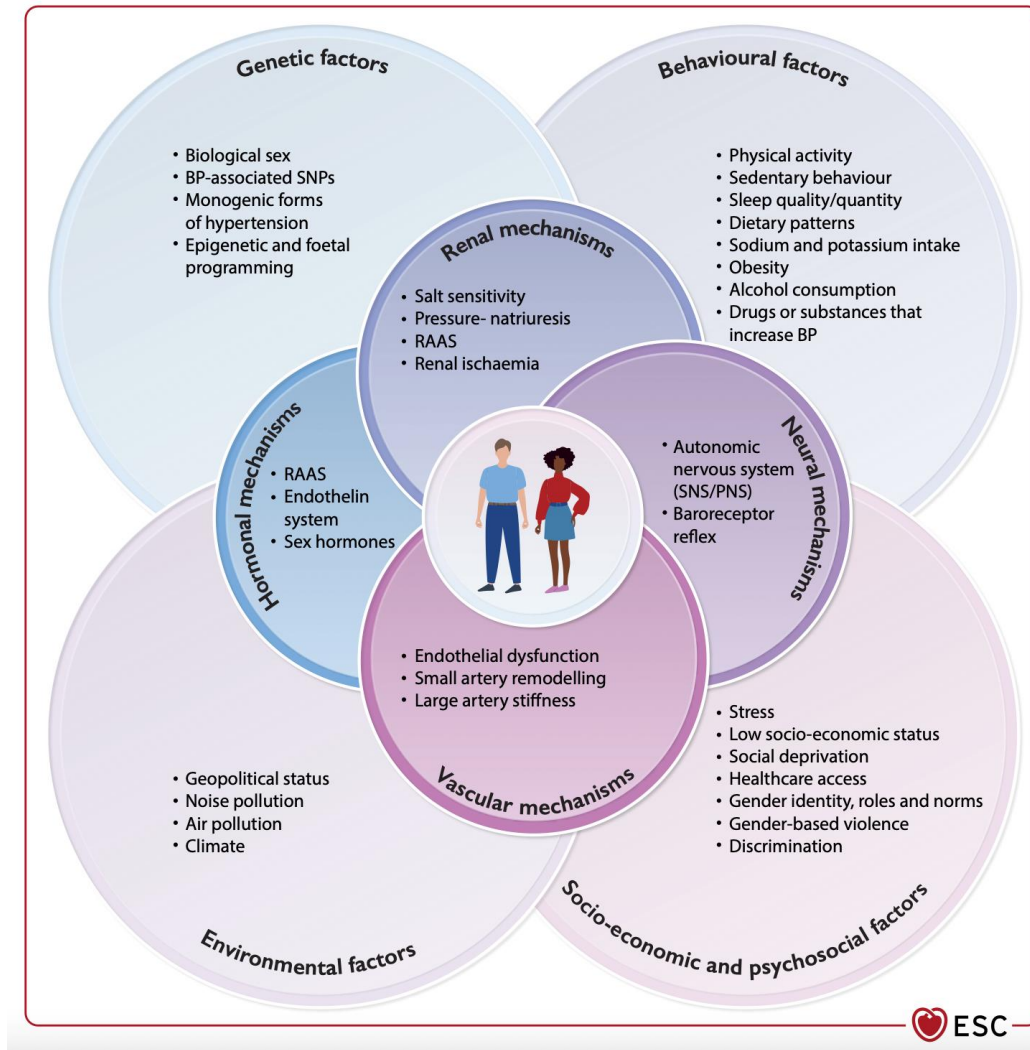 Genetic factors
• Biological sex
• BP-associated SNPs
• Monogenic forms
of hypertension
• Epigenetic and foetal
programming
Behavioural factors
• Physical activity
• Sedentary behaviour
• Sleep quality/quantity
• Dietary patterns
• Sodium and potassium intake
• Obesity
• Alcohol consumption
• Drugs or substances that
increase BP
Renal mechanisms
• Salt sensitivity
• Pressure- natriuresis
• RAAS
• Renal ischaemia
Hormonal mechanisms
• RAAS
• Endothelin
system
• Sex hormones
Neural mechanisms
• Autonomic
nervous system
(SNS/PNS)
• Baroreceptor
reflex
• Endothelial dysfunction
• Small artery remodelling
• Large artery stiffness
Vascular mechanisms
• Geopolitical status
• Noise pollution
• Air pollution
• Climate
Environmental factors
• Stress
• Low socio-economic status
• Social deprivation
• Healthcare access
• Gender identity, roles and norms
• Gender-based violence
• Discrimination
Socio-economic and psychosocial factors
ESC